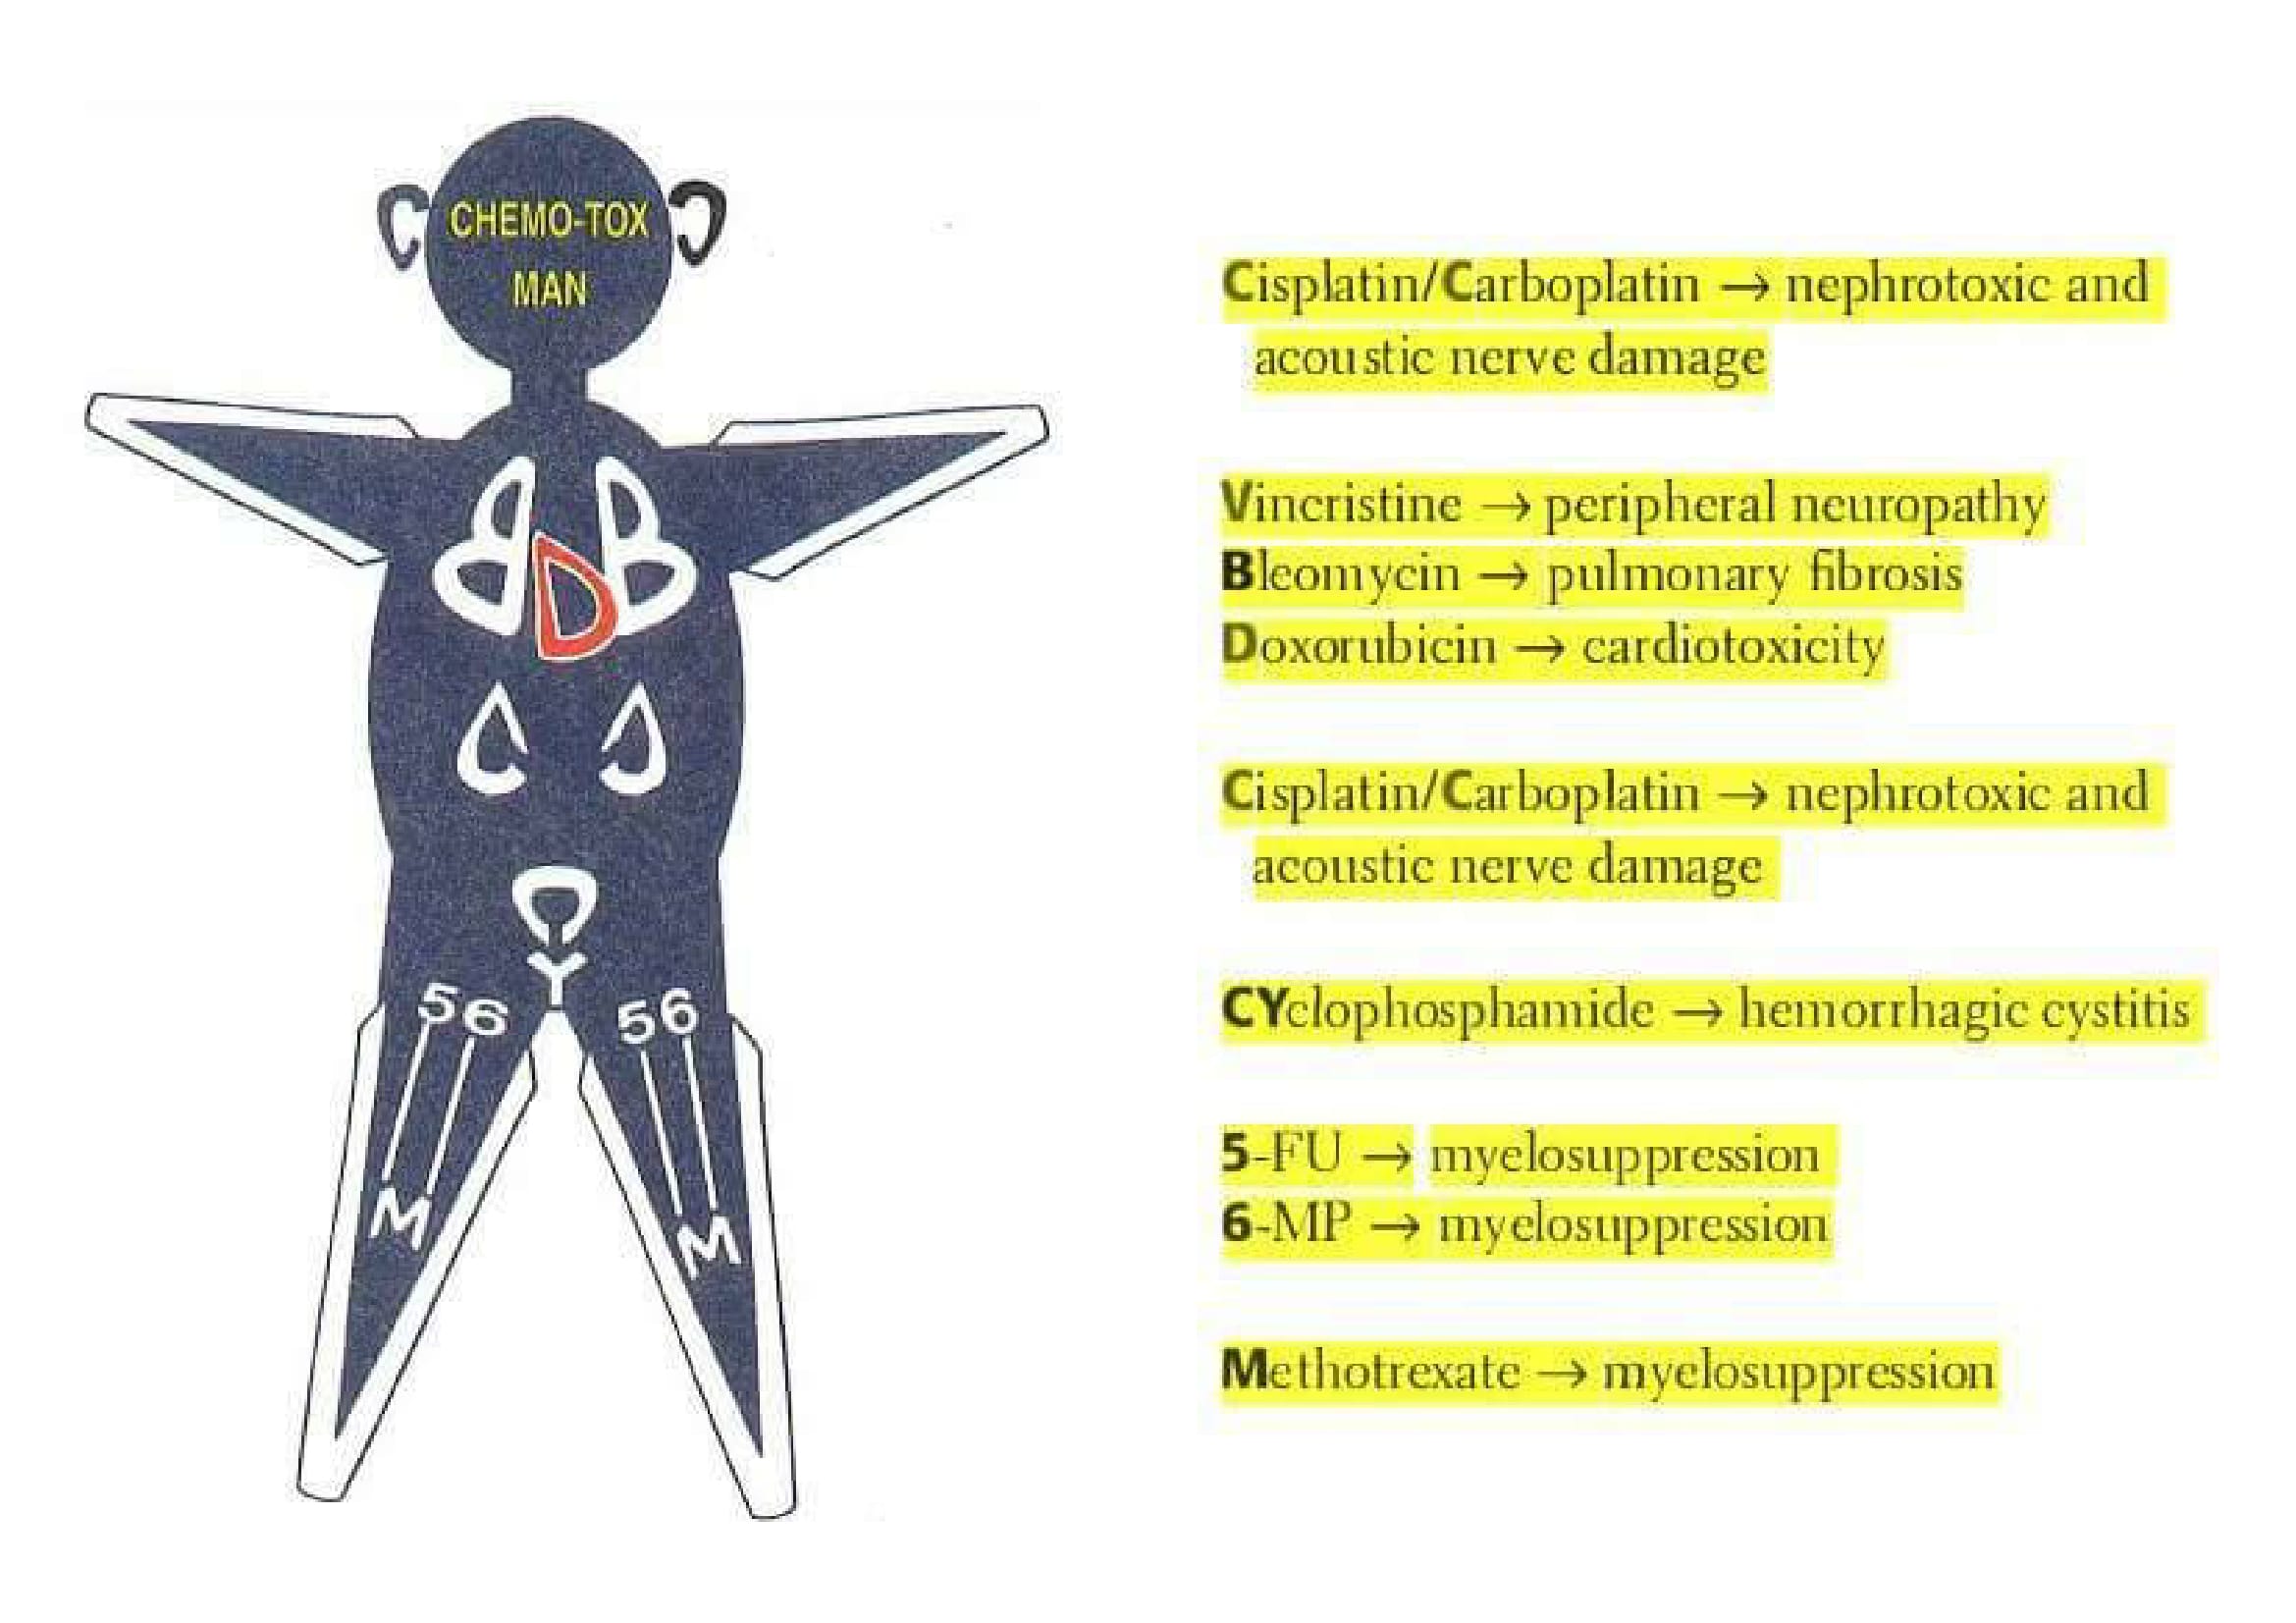 CHEMO-TOX
MAN
C
C
B
D
B
C
C
C
Y
56
56
M
M
Cisplatin/Carboplatin → nephrotoxic and
acoustic nerve damage
Vincristine → peripheral neuropathy
Bleomycin → pulmonary fibrosis
Doxorubicin → cardiotoxicity
Cisplatin/Carboplatin → nephrotoxic and
acoustic nerve damage
CYclophosphamide → hemorrhagic cystitis
5-FU → myelosuppression
6-MP → myelosuppression
Methotrexate → myelosuppression